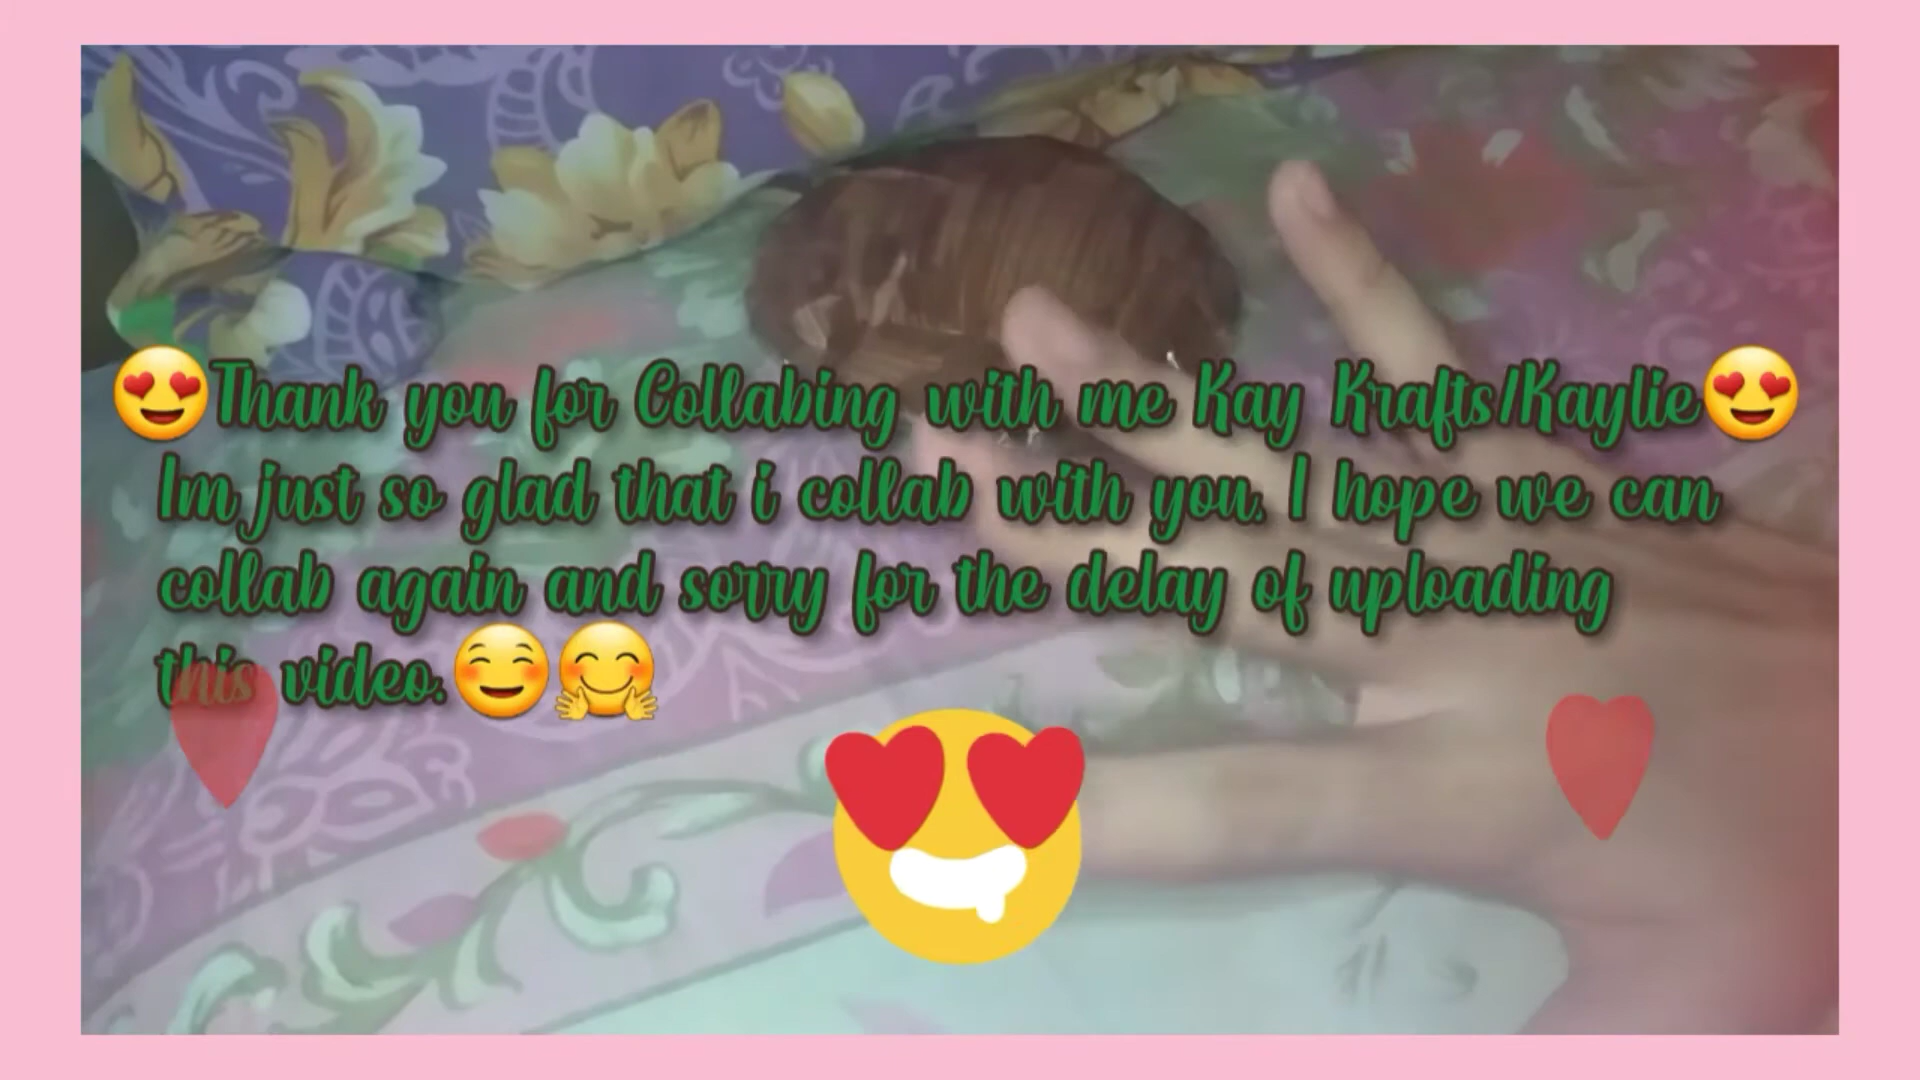 😍Thank you for Collabing with me Kay Krafts/Kaylie😍
Im just so glad that i collab with you. I hope we can
collab again and sorry for the delay of uploading
this video.😊🤗